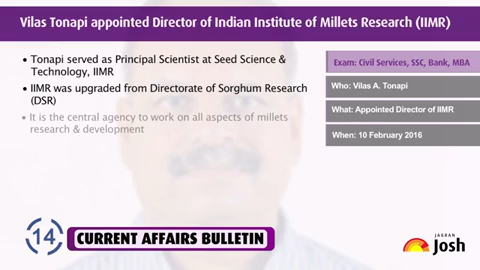 Vilas Tonapi appointed Director of Indian Institute of Millets Research (IIMR)
• Tonapi served as Principal Scientist at Seed Science &
Technology, IIMR
• IIMR was upgraded from Directorate of Sorghum Research
(DSR)
• It is the central agency to work on all aspects of millets
research & development
Exam: Civil Services, SSC, Bank, MBA
Who: Vilas A. Tonapi
What: Appointed Director of IIMR
When: 10 February 2016
14
CURRENT AFFAIRS BULLETIN
JAGRAN
Josh